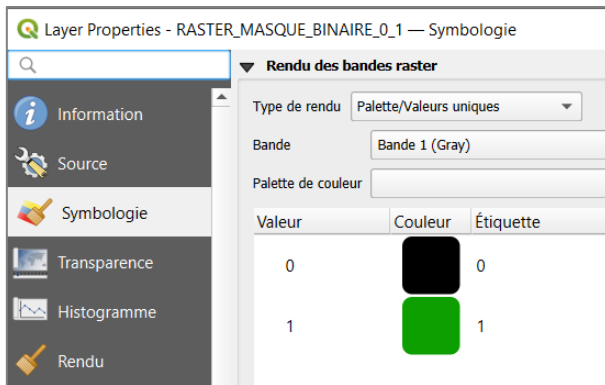 Layer Properties - RASTER_MASQUE_BINAIRE_0_1 — Symbologie
Rendu des bandes raster
Information
Source
Symbologie
Transparence
Histogramme
Rendu
Type de rendu Palette/Valeurs uniques
Bande Bande 1 (Gray)
Palette de couleur
Valeur Couleur Étiquette
0 0
1 1